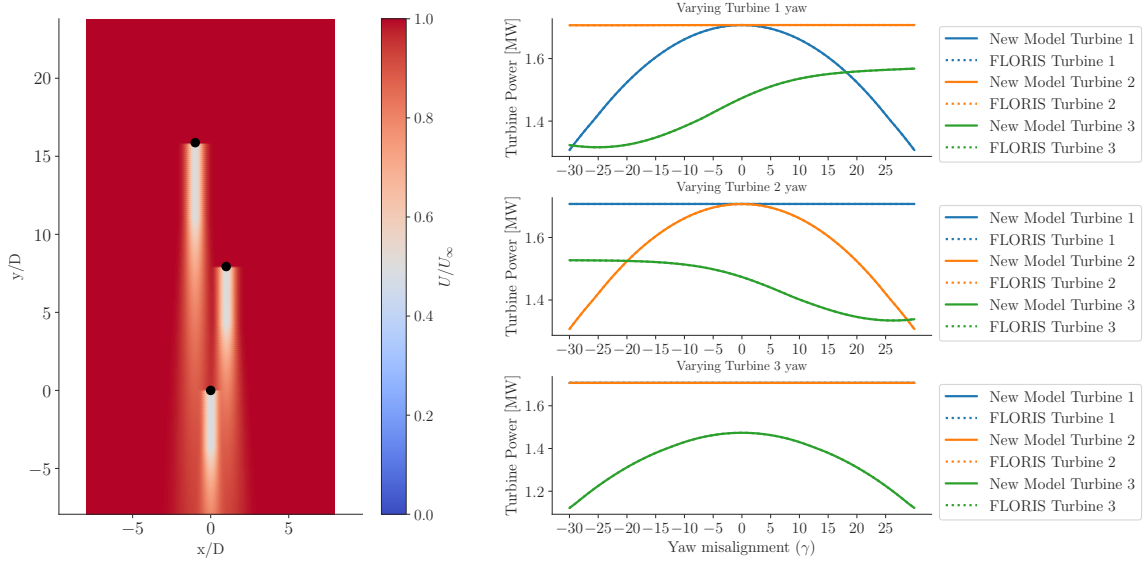 20
15
10
5
0
−5
y/D
−5
0
5
x/D
1.0
0.8
0.6
0.4
0.2
0.0
U/U∞
Varying Turbine 1 yaw
Turbine Power [MW]
1.6
1.4
−30 −25 −20 −15 −10 −5 0 5 10 15 20 25
New Model Turbine 1
FLORIS Turbine 1
New Model Turbine 2
FLORIS Turbine 2
New Model Turbine 3
FLORIS Turbine 3
Varying Turbine 2 yaw
Turbine Power [MW]
1.6
1.4
−30 −25 −20 −15 −10 −5 0 5 10 15 20 25
New Model Turbine 1
FLORIS Turbine 1
New Model Turbine 2
FLORIS Turbine 2
New Model Turbine 3
FLORIS Turbine 3
Varying Turbine 3 yaw
Turbine Power [MW]
1.6
1.4
1.2
−30 −25 −20 −15 −10 −5 0 5 10 15 20 25
Yaw misalignment (γ)
New Model Turbine 1
FLORIS Turbine 1
New Model Turbine 2
FLORIS Turbine 2
New Model Turbine 3
FLORIS Turbine 3